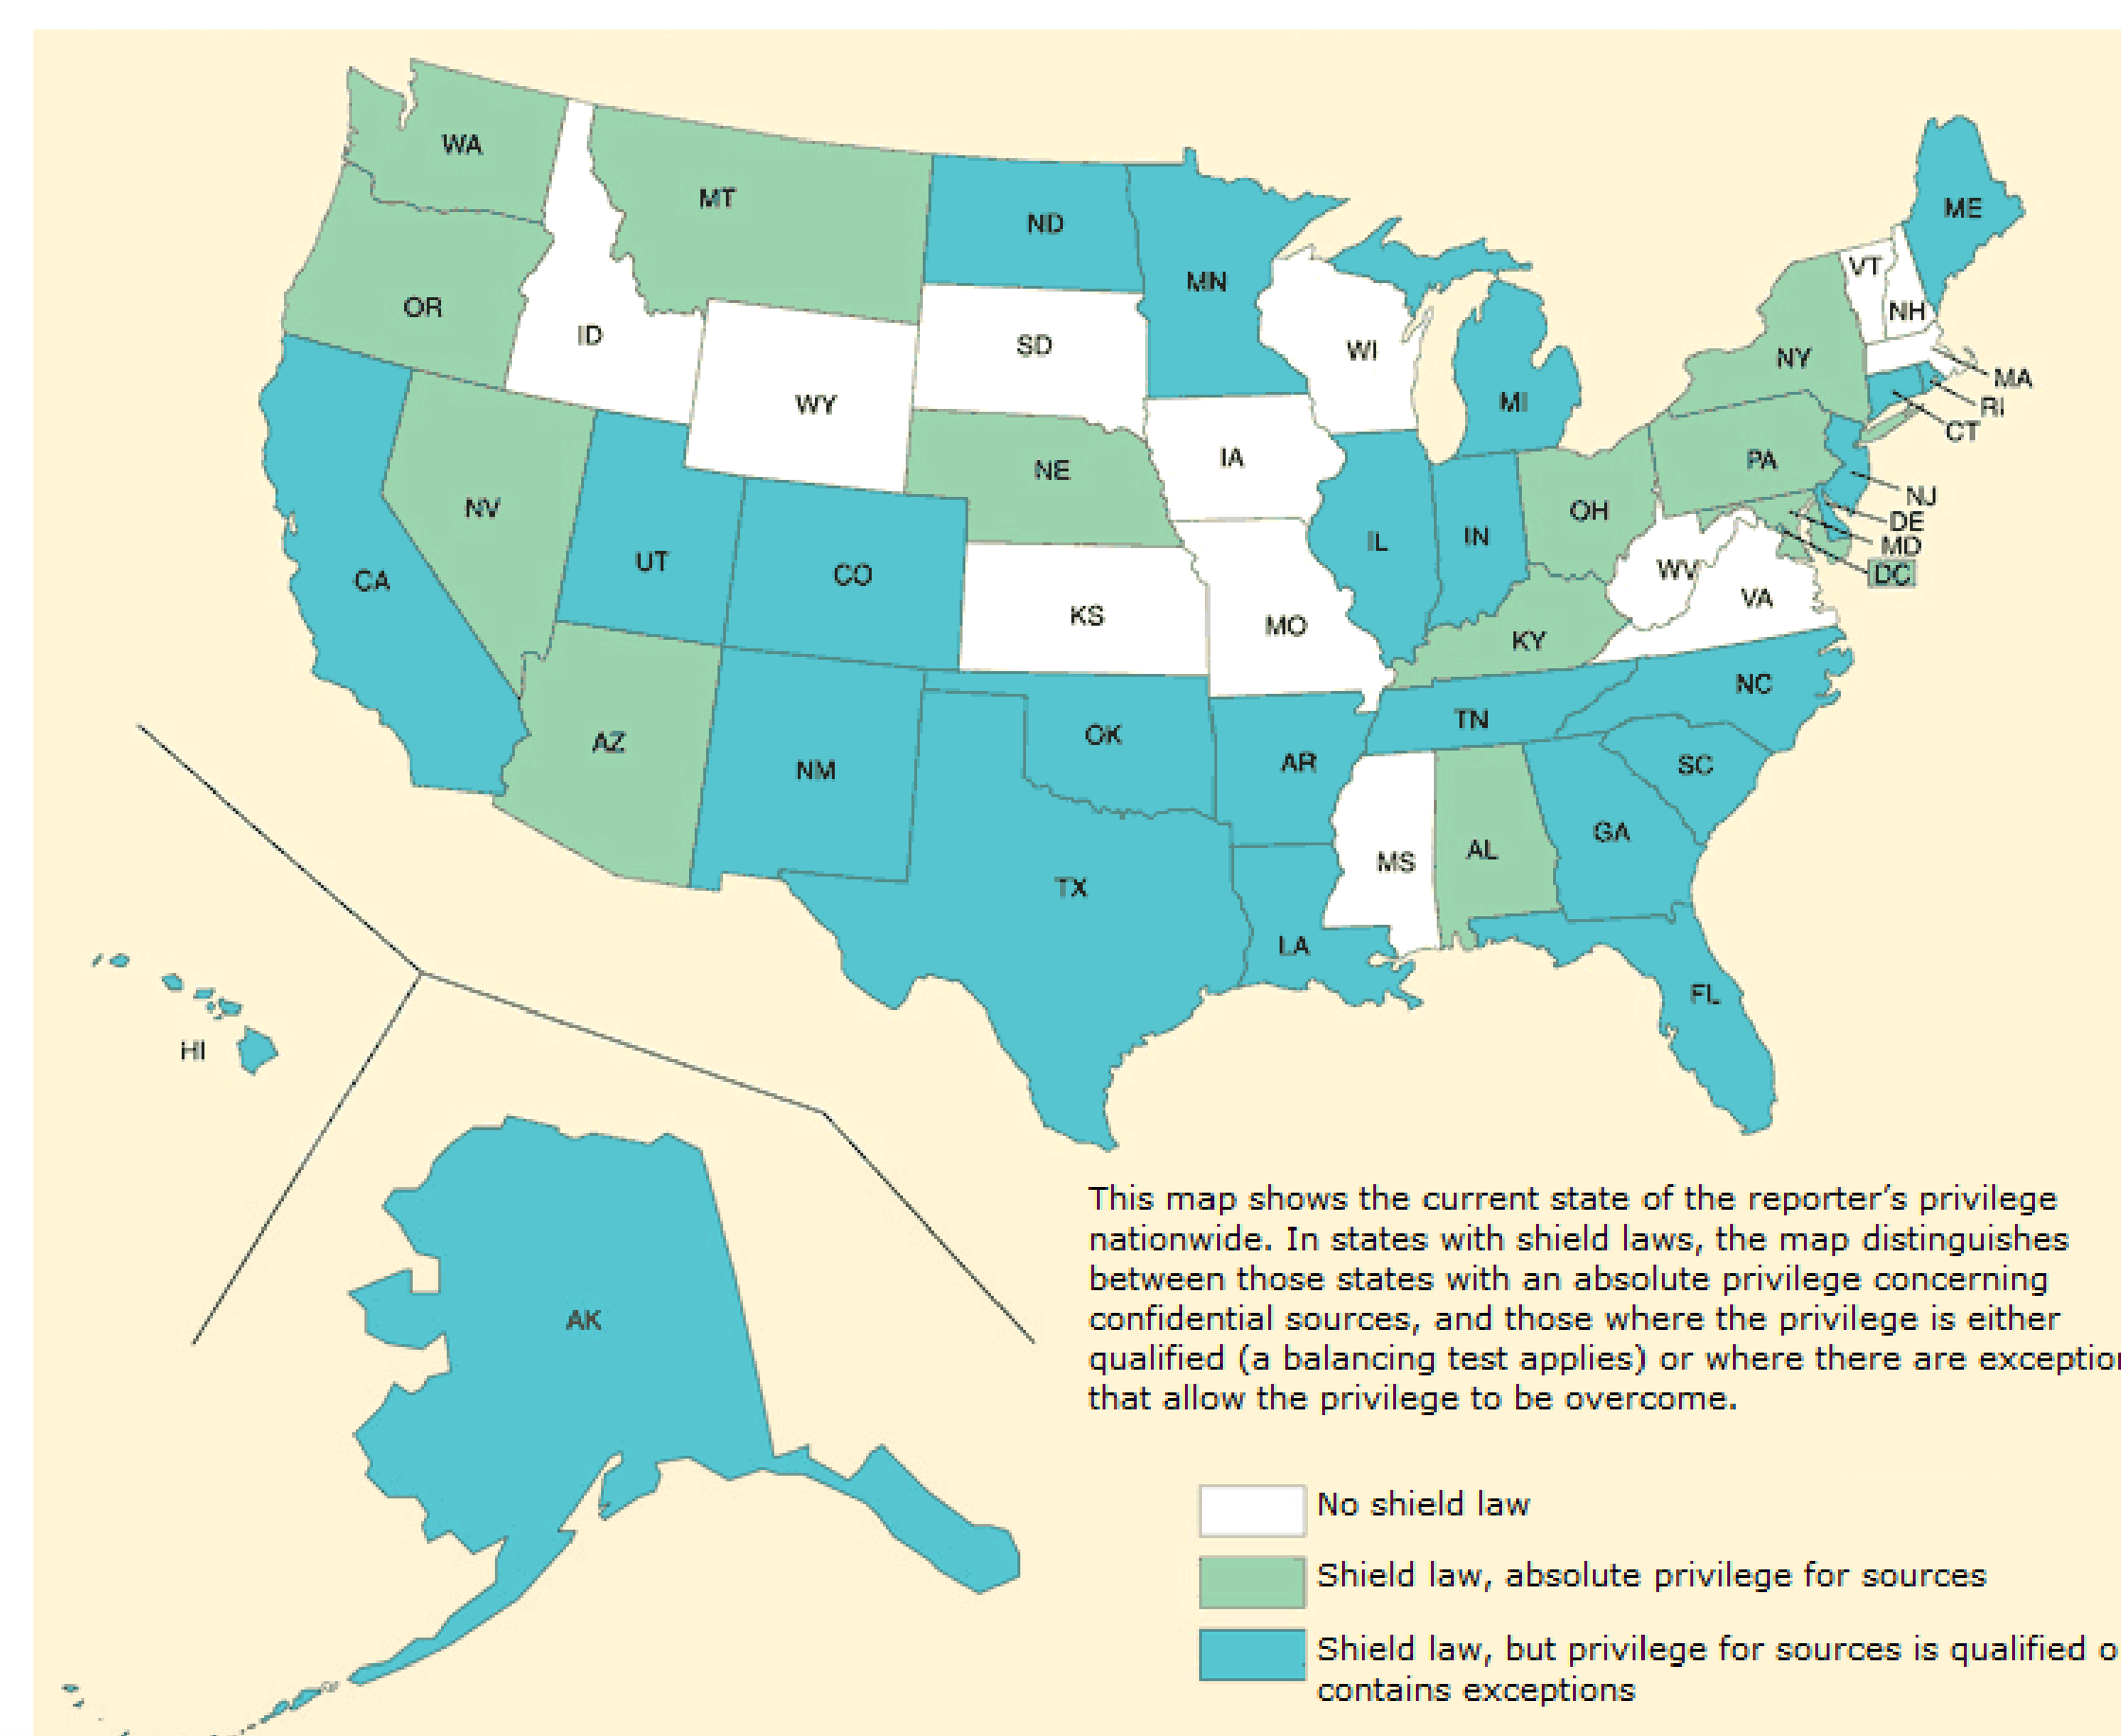 WA
MT
ND
ME
MN
VT
OR
NH
ID
SD
WI
NY
MA
WY
MI
RI
CT
IA
NE
PA
NJ
NV
OH
DE
IL
IN
MD
UT
CO
WV
DC
CA
VA
KS
MO
KY
NC
TN
AZ
OK
NM
AR
SC
GA
MS
AL
TX
LA
FL
HI
AK
This map shows the current state of the reporter’s privilege
nationwide. In states with shield laws, the map distinguishes
between those states with an absolute privilege concerning
confidential sources, and those where the privilege is either
qualified (a balancing test applies) or where there are exception
that allow the privilege to be overcome.
No shield law
Shield law, absolute privilege for sources
Shield law, but privilege for sources is qualified o
contains exceptions